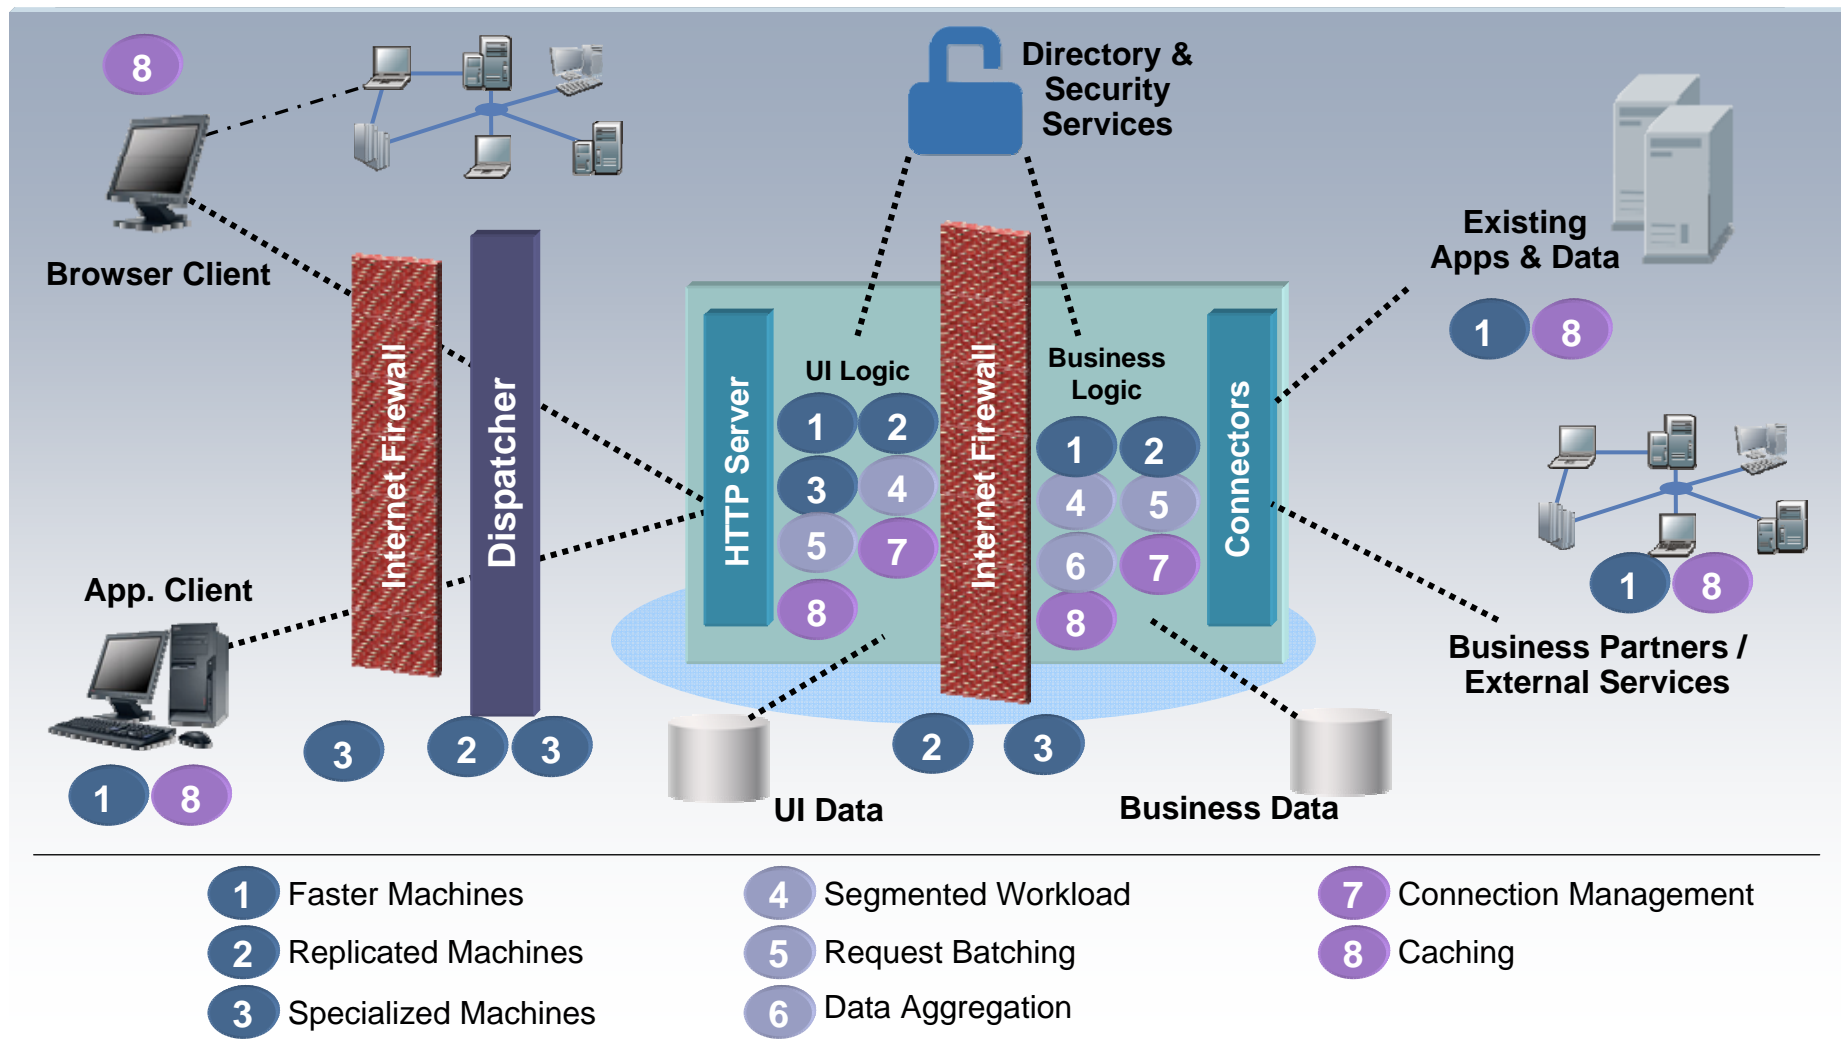 8
Directory &
Security
Services
Browser Client
Existing
Apps & Data
1 8
Internet Firewall
Dispatcher
HTTP Server
UI Logic
1 2
3 4
5 7
8
Internet Firewall
Business
Logic
1 2
4 5
6 7
8
Connectors
1 8
Business Partners /
External Services
App. Client
1 8
3
2 3
2 3
UI Data
Business Data
1 Faster Machines
2 Replicated Machines
3 Specialized Machines
4 Segmented Workload
5 Request Batching
6 Data Aggregation
7 Connection Management
8 Caching